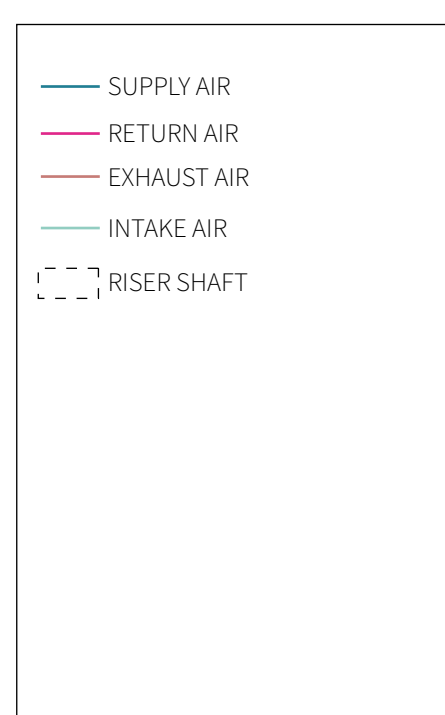 SUPPLY AIR
RETURN AIR
EXHAUST AIR
INTAKE AIR
RISER SHAFT